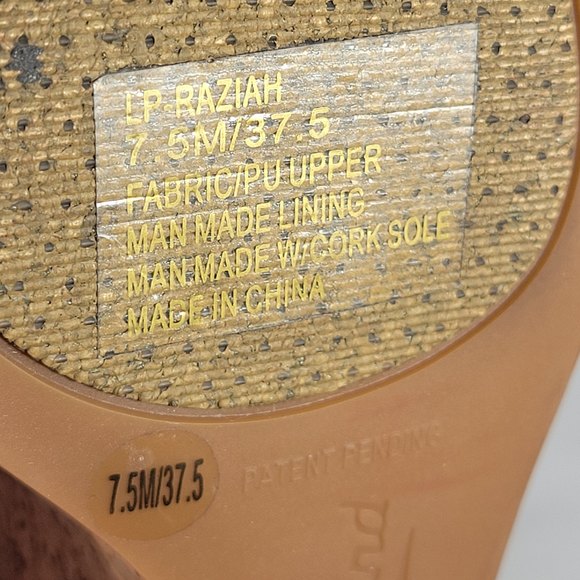 LP-RAZIAH
7.5M/37.5
FABRIC/PU UPPER
MAN MADE LINING
MAN MADE W/CORK SOLE
MADE IN CHINA
7.5M/37.5
PATENT PENDING